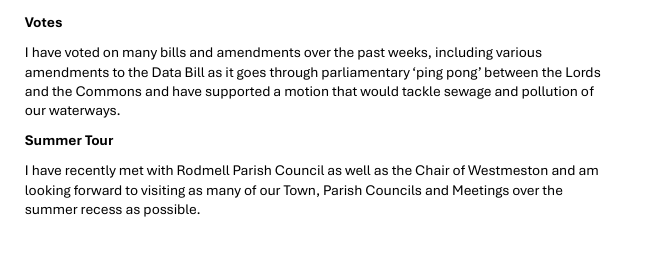 Votes
I have voted on many bills and amendments over the past weeks, including various
amendments to the Data Bill as it goes through parliamentary ‘ping pong’ between the Lords
and the Commons and have supported a motion that would tackle sewage and pollution of
our waterways.
Summer Tour
I have recently met with Rodmell Parish Council as well as the Chair of Westmeston and am
looking forward to visiting as many of our Town, Parish Councils and Meetings over the
summer recess as possible.